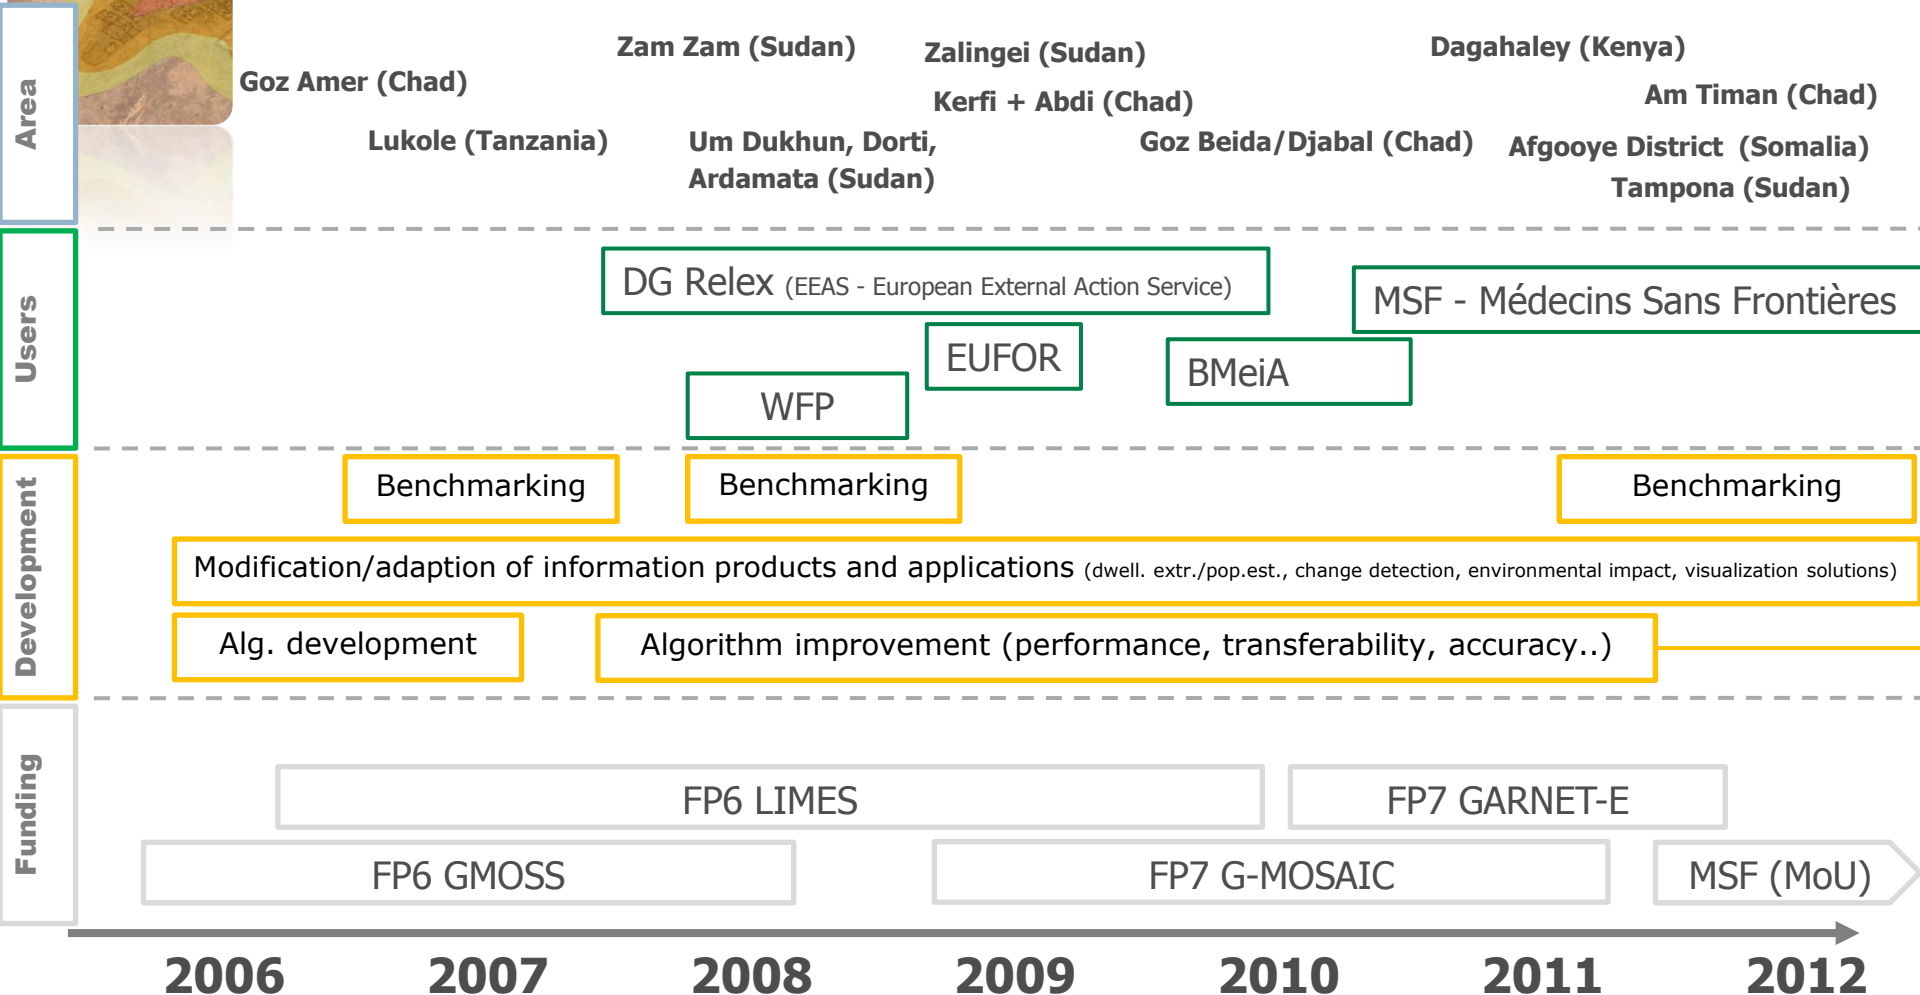 Area
Zam Zam (Sudan)
Zalingei (Sudan)
Dagahaley (Kenya)
Goz Amer (Chad)
Kerfi + Abdi (Chad)
Am Timan (Chad)
Lukole (Tanzania)
Um Dukhun, Dorti,
Ardamata (Sudan)
Goz Beida/Djabal (Chad)
Afgooye District (Somalia)
Tampona (Sudan)
Users
DG Relex (EEAS - European External Action Service)
MSF - Médecins Sans Frontières
EUFOR
BMeiA
WFP
Development
Benchmarking
Benchmarking
Benchmarking
Modification/adaption of information products and applications (dwell. extr./pop.est., change detection, environmental impact, visualization solutions)
Alg. development
Algorithm improvement (performance, transferability, accuracy..)
Funding
FP6 LIMES
FP7 GARNET-E
FP6 GMOSS
FP7 G-MOSAIC
MSF (MoU)
2006
2007
2008
2009
2010
2011
2012